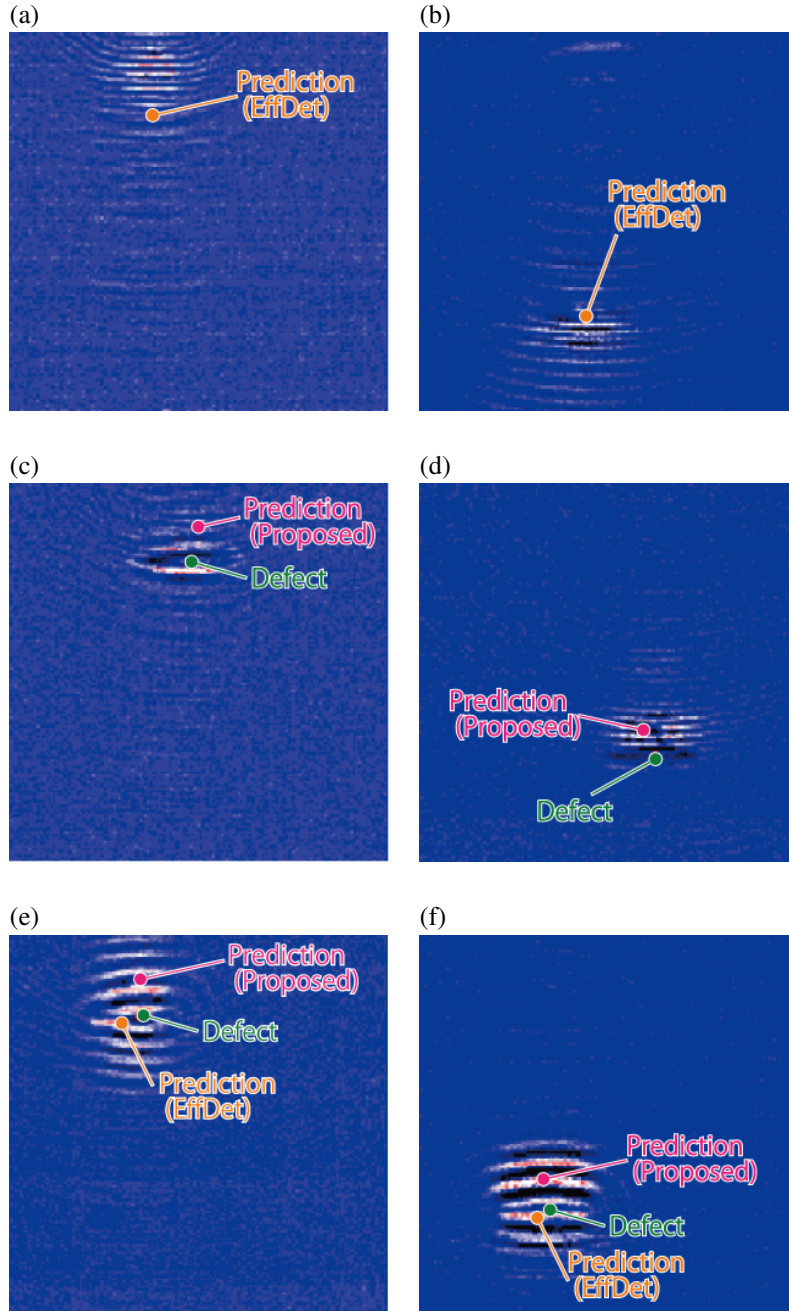 (a)
Prediction
(EffDet)
(b)
Prediction
(EffDet)
(c)
Prediction
(Proposed)
Defect
(d)
Prediction
(Proposed)
Defect
(e)
Prediction
(Proposed)
Defect
Prediction
(EffDet)
(f)
Prediction
(Proposed)
Defect
Prediction
(EffDet)